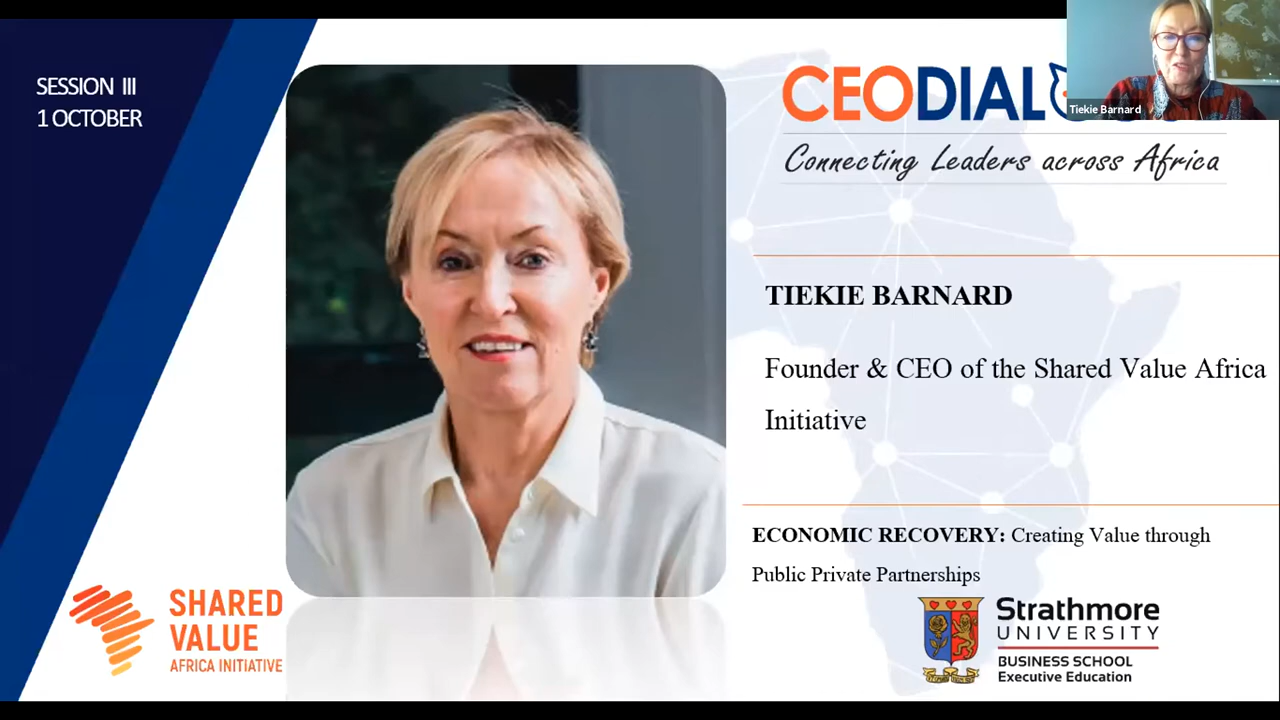 SESSION III
1 OCTOBER
CEODIAL
Tiekie Barnard
Connecting Leaders across Africa
TIEKIE BARNARD
Founder & CEO of the Shared Value Africa
Initiative
ECONOMIC RECOVERY: Creating Value through
Public Private Partnerships
SHARED
VALUE
AFRICA INITIATIVE
Strathmore
UNIVERSITY
BUSINESS SCHOOL
Executive Education